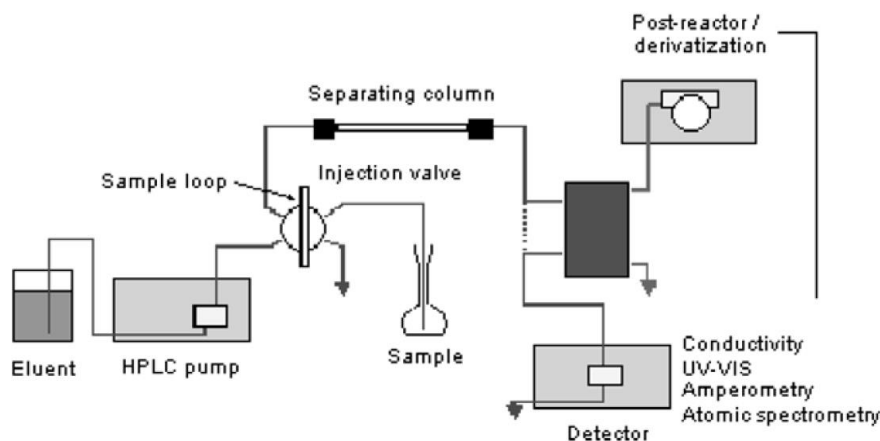 Post-reactor /
derivatization
Separating column
Sample loop
Injection valve
Eluent
HPLC pump
Sample
Conductivity
UV-VIS
Amperometry
Atomic spectrometry
Detector